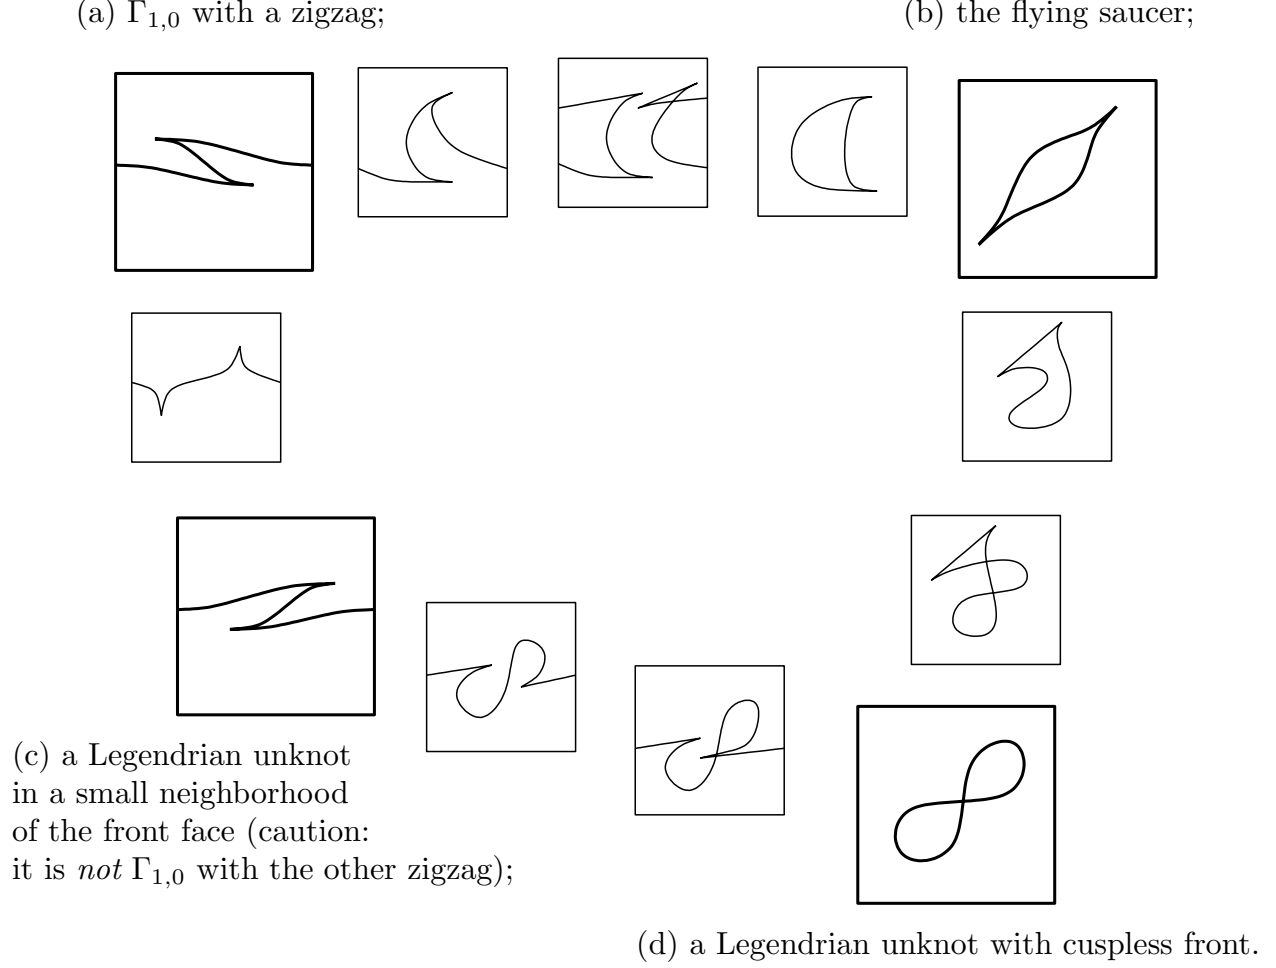 (a) Γ₁,₀ with a zigzag;
(b) the flying saucer;
(c) a Legendrian unknot
in a small neighborhood
of the front face (caution:
it is not Γ₁,₀ with the other zigzag);
(d) a Legendrian unknot with cuspless front.